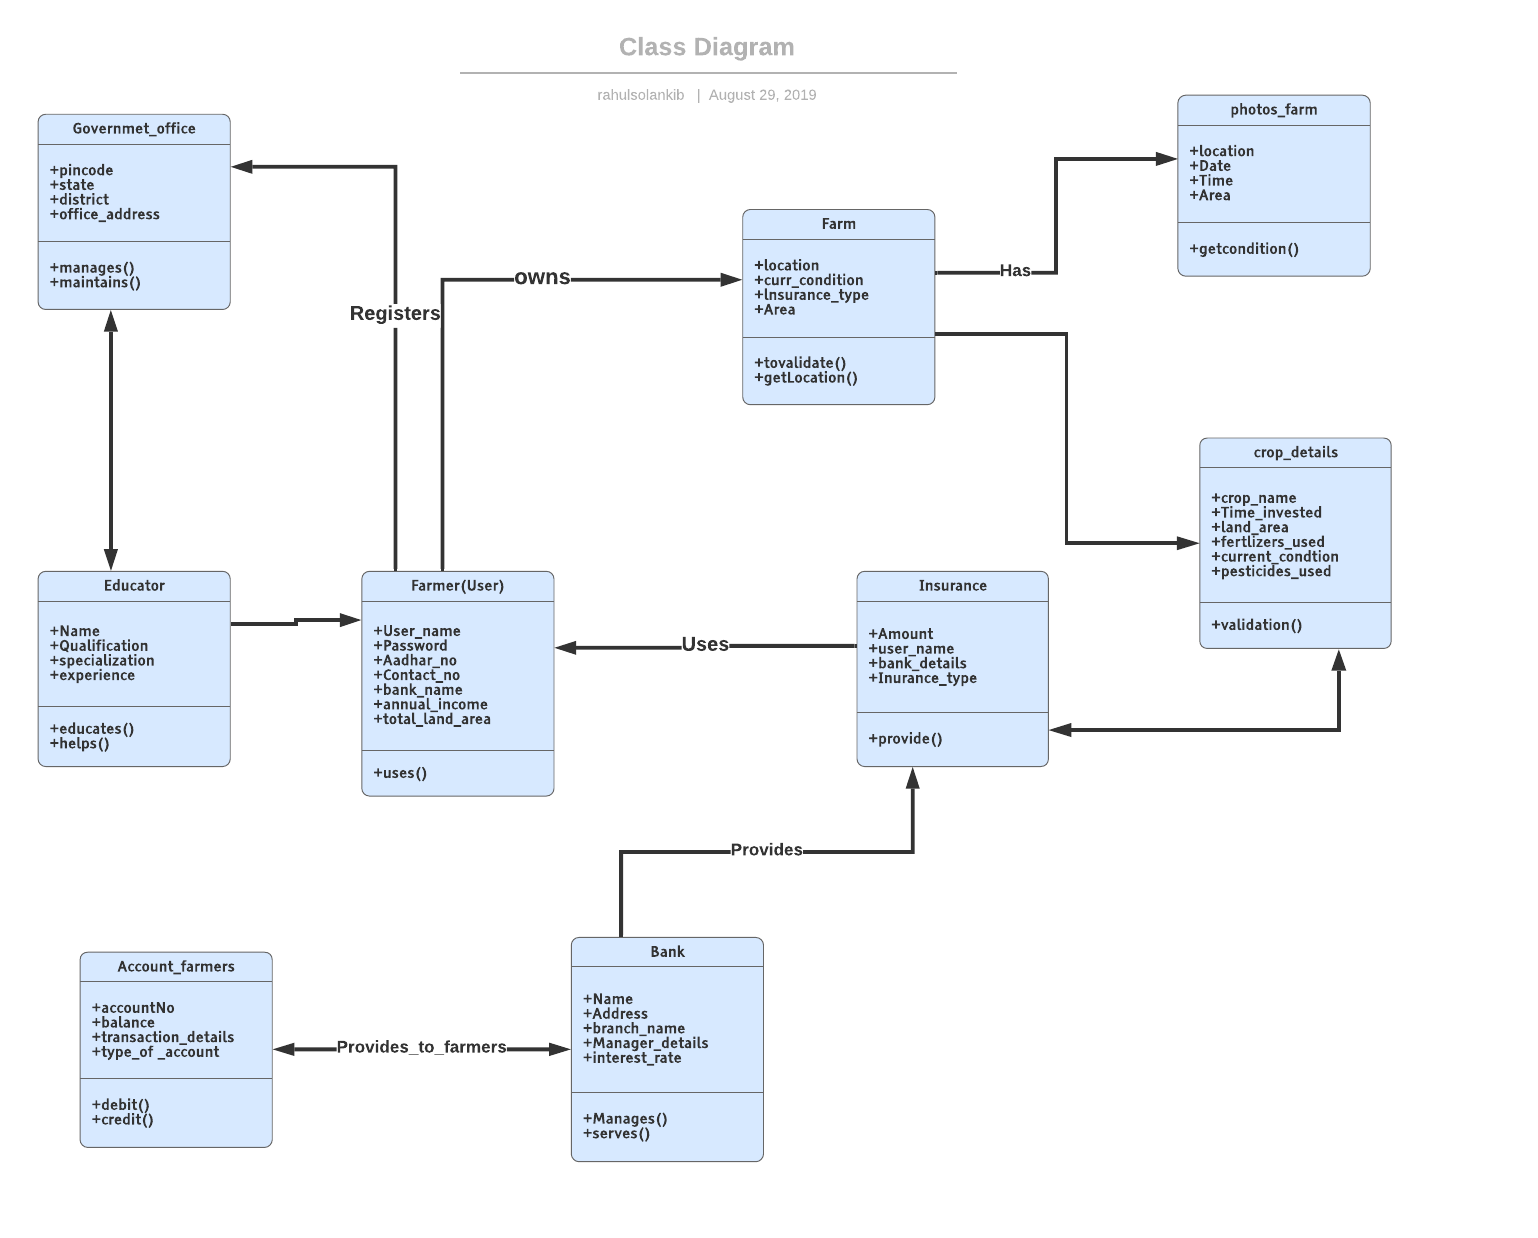 Class Diagram
rahulsolankib | August 29, 2019
Governmet_office
+pincode
+state
+district
+office_address
+manages()
+maintains()
photos_farm
+location
+Date
+Time
+Area
+getcondition()
Farm
+location
+curr_condition
+Insurance_type
+Area
+tovalidate()
+getLocation()
Has
owns
Registers
crop_details
+crop_name
+Time_invested
+land_area
+fertlizers_used
+current_condtion
+pesticides_used
+validation()
Educator
+Name
+Qualification
+specialization
+experience
+educates()
+helps()
Farmer(User)
+User_name
+Password
+Aadhar_no
+Contact_no
+bank_name
+annual_income
+total_land_area
+uses()
Uses
Insurance
+Amount
+user_name
+bank_details
+Inurance_type
+provide()
Provides
Account_farmers
+accountNo
+balance
+transaction_details
+type_of _account
+debit()
+credit()
Provides_to_farmers
Bank
+Name
+Address
+branch_name
+Manager_details
+interest_rate
+Manages()
+serves()